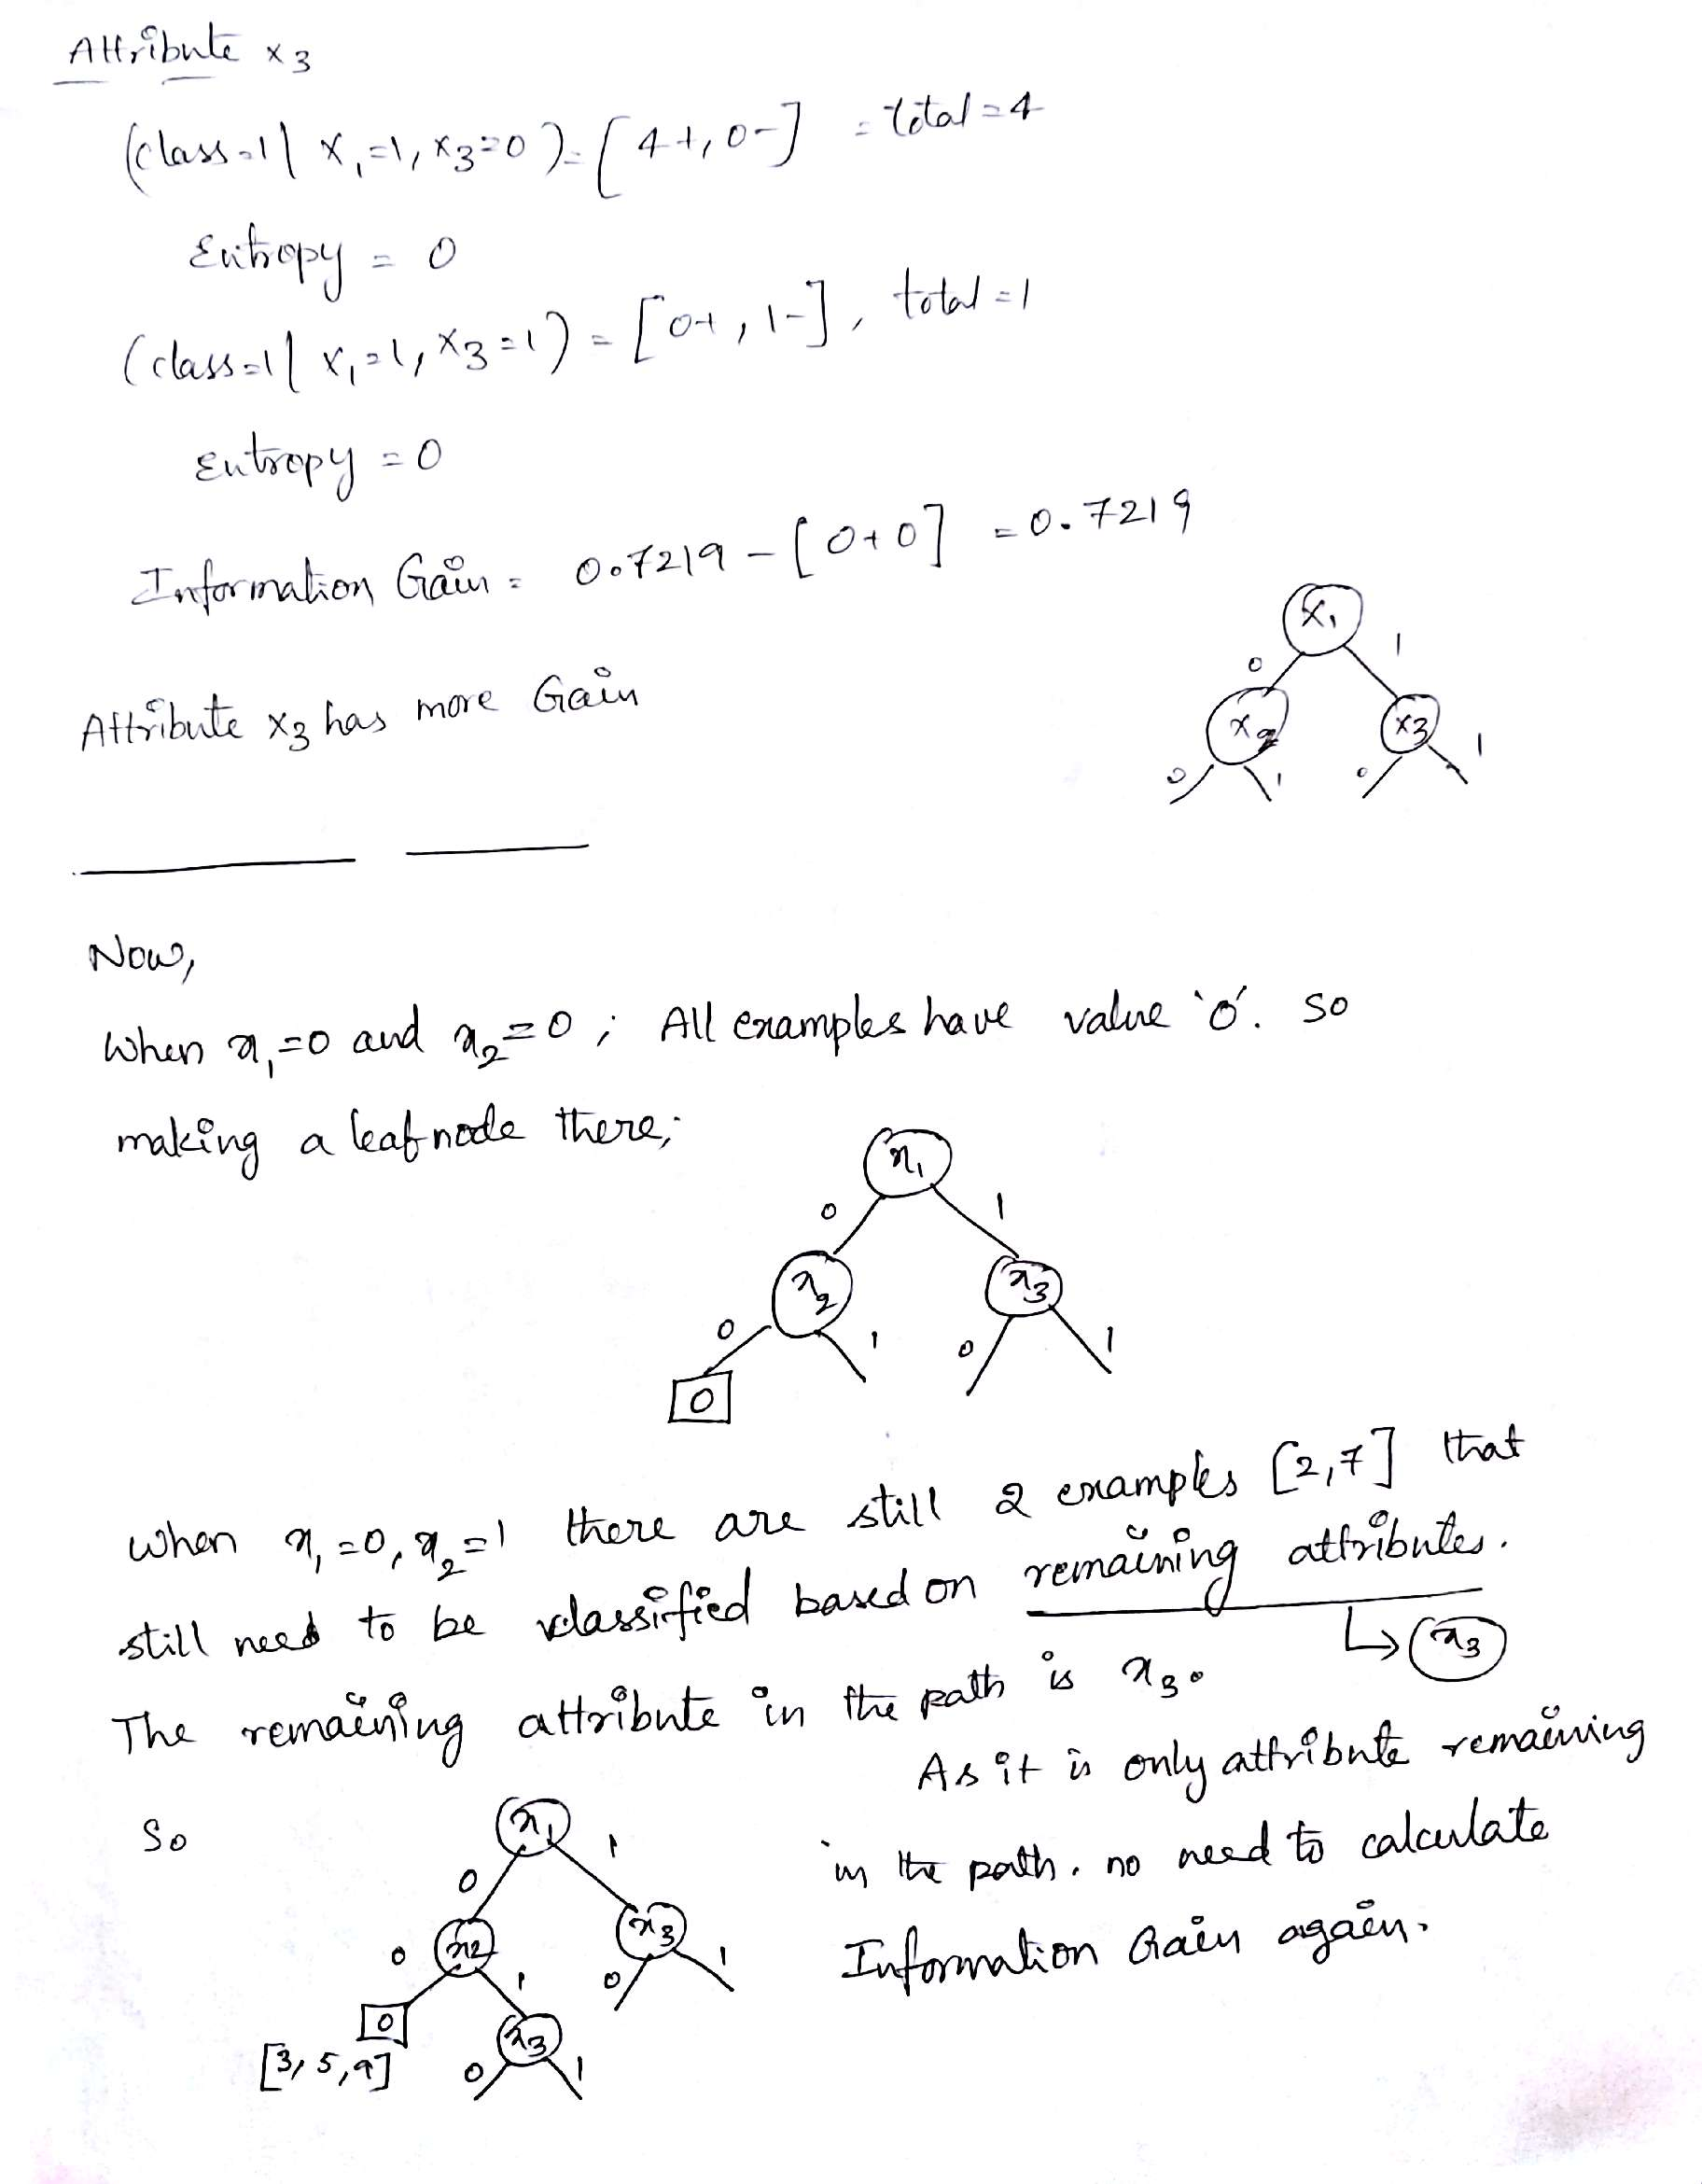 Attribute x3
(class=1| x1=1, x3=0) = [4+, 0-] = total=4
Entropy = 0
(class=1| x1=1, x3=1) = [0+, 1-], total=1
Entropy = 0
Information Gain = 0.7219 - [0+0] = 0.7219
x1
0 1
Attribute x3 has more Gain
x2 x3
0 1 0 1
Now,
When x1=0 and x2=0; All examples have value '0'. So
making a leaf node there;
x1
0 1
x2 x3
0 1 0 1
0
when x1=0, x2=1 there are still 2 examples [2,7] that
still need to be classified based on remaining attributes.
x3
The remaining attribute in the path is x3.
As it is only attribute remaining
So
in the path, no need to calculate
Information Gain again.
x1
0 1
x2 x3
0 1 0 1
0 x3
[3, 5, 9] 0 1